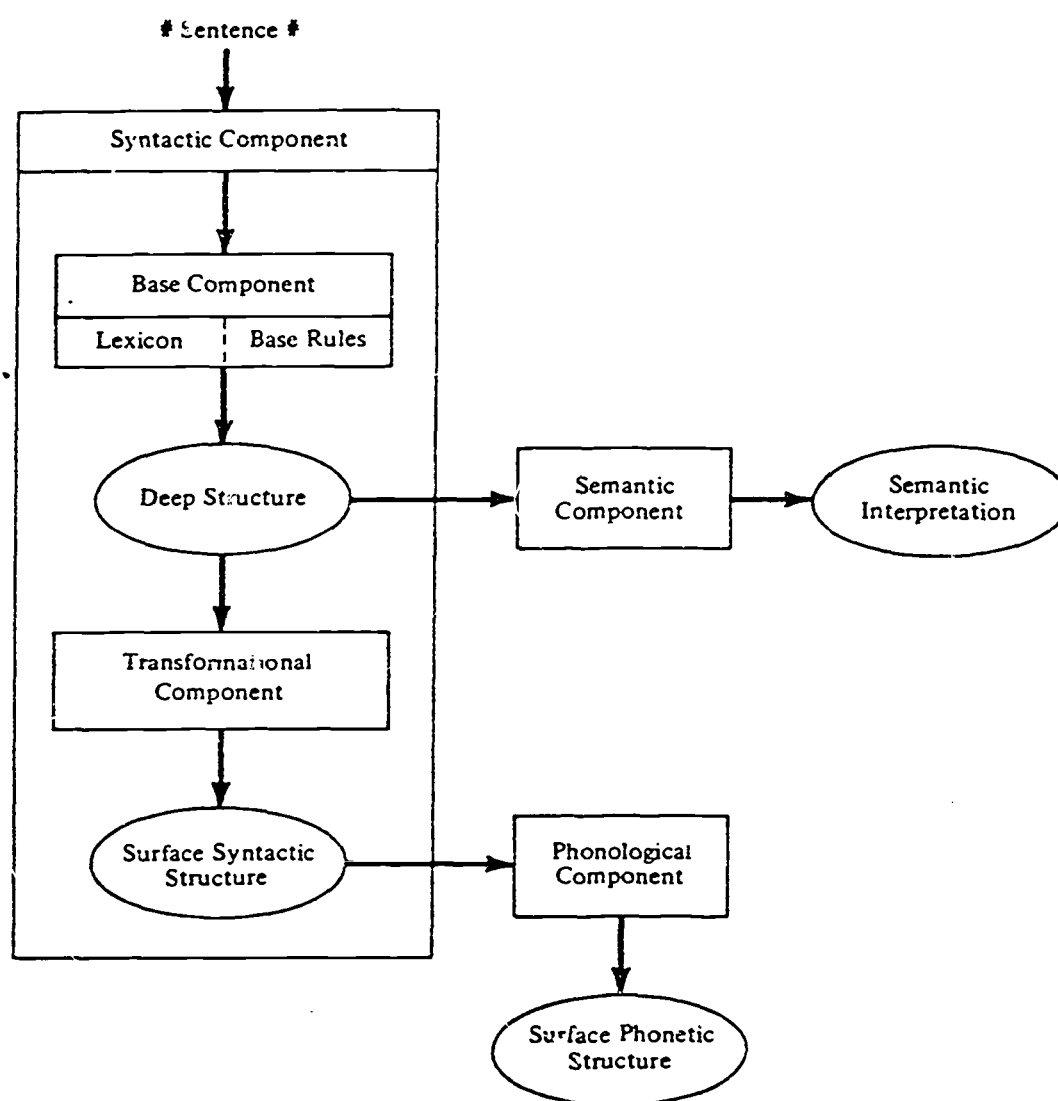 # Sentence #
Syntactic Component
Base Component
Lexicon Base Rules
Deep Structure
Semantic
Component
Semantic
Interpretation
Transformational
Component
Surface Syntactic
Structure
Phonological
Component
Surface Phonetic
Structure